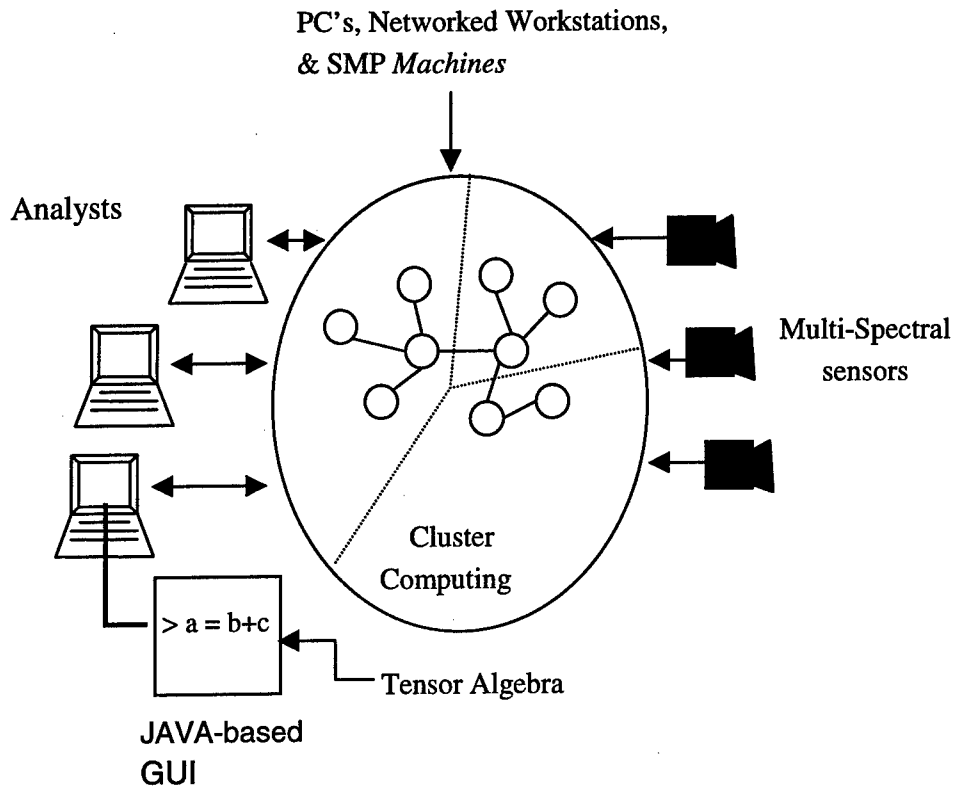 PC's, Networked Workstations,
& SMP Machines
Analysts
Multi-Spectral
sensors
Cluster
Computing
> a = b+c
Tensor Algebra
JAVA-based
GUI